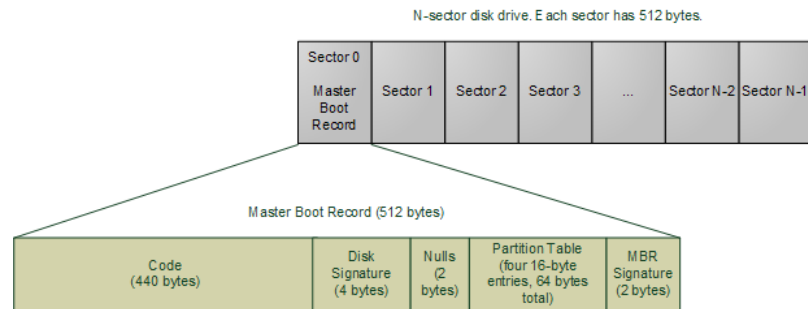 N-sector disk drive. Each sector has 512 bytes.
Sector 0
Master
Boot
Record
Sector 1
Sector 2
Sector 3
...
Sector N-2
Sector N-1
Master Boot Record (512 bytes)
Code
(440 bytes)
Disk
Signature
(4 bytes)
Nulls
(2
bytes)
Partition Table
(four 16-byte
entries, 64 bytes
total)
MBR
Signature
(2 bytes)